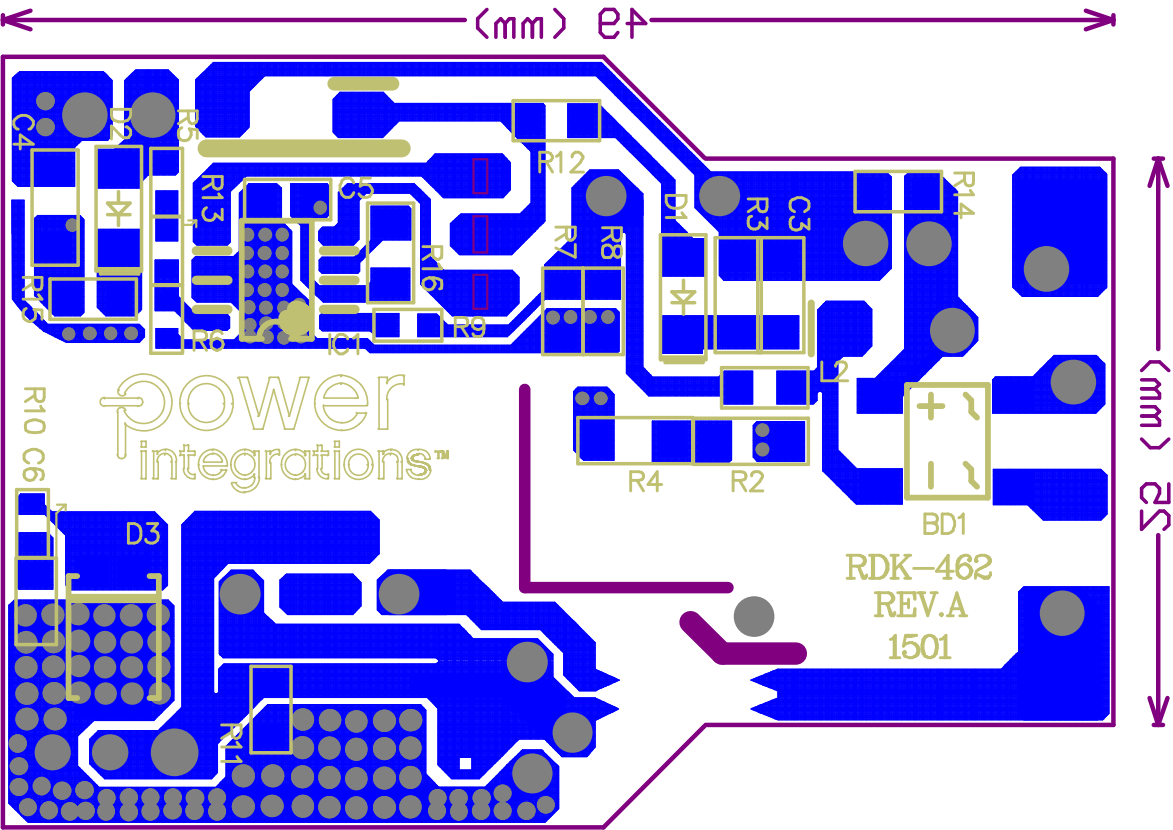 49 (mm)
C4
D2
R5
R13
C5
R12
D1
R3
C3
R14
R7
R8
R16
R15
R6
IC1
R9
L2
52 (mm)
R10
C6
power
integrations™
R4
R2
BD1
D3
RDK-462
REV.A
1501
R11